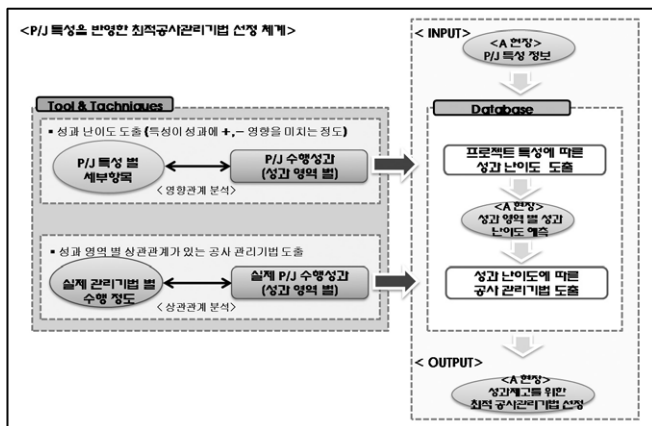 <P/J 특성을 반영한 최적공사관리기법 선정 체계>
Tool & Tachniques
▪ 성과 난이도 도출 (특성이 성과에 +,- 영향을 미치는 정도)
P/J 특성 별
세부항목
P/J 수행성과
(성과 영역 별)
< 영향관계 분석>
▪ 성과 영역 별 상관관계가 있는 공사 관리기법 도출
실제 관리기법 별
수행 정도
실제 P/J 수행성과
(성과 영역 별)
<상관관계 분석>
< INPUT>
<A 현장>
P/J 특성 정보
Database
프로젝트 특성에 따른
성과 난이도 도출
<A 현장>
성과 영역 별 성과
난이도 예측
성과 난이도에 따른
공사 관리기법 도출
< OUTPUT>
<A 현장>
성과제고를 위한
최적 공사관리기법 선정